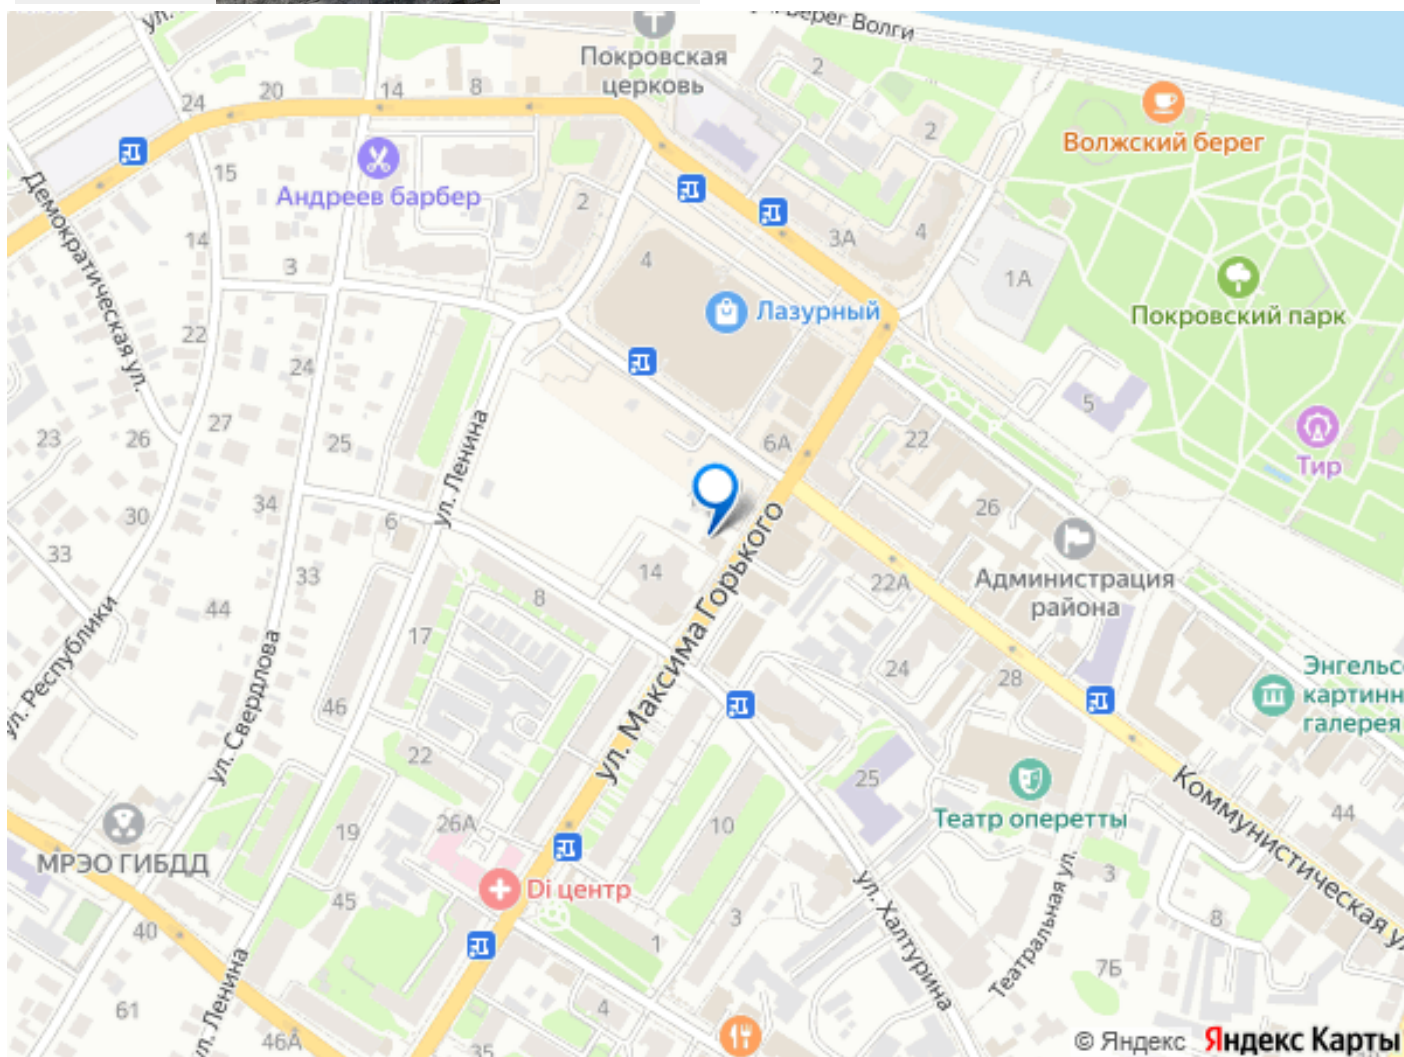 ул.
Берег Волги
Покровская
церковь
2
20
14
8
24
2
Волжский берег
15
Андреев барбер
2
Демократическая ул.
14
3А
4
3
4
1А
Лазурный
Покровский парк
22
24
5
27
23
26
25
ул. Ленина
6А
22
Тир
34
30
6
26
33
33
14
Администрация
района
8
22А
44
17
ул. Максима Горького
ул. Республики
ул. Свердлова
24
28
46
картинн
галерея
22
25
Театр оперетты
Коммунистическая ул
44
19
26А
10
МРЭО ГИБДД
Di центр
45
3
ул. Халтурина
Театральная ул.
3
8
40
1
7Б
61
ул. Ленина
4
46А
35
© Яндекс Яндекс Карты